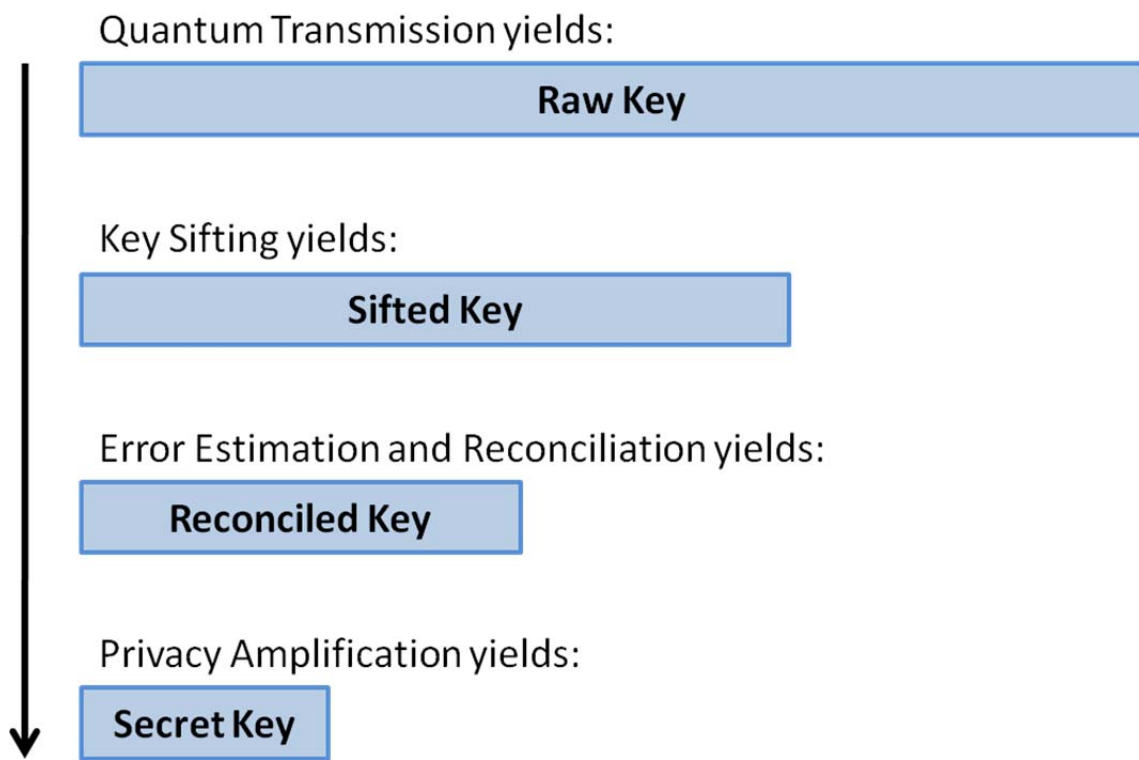 Quantum Transmission yields:
Raw Key
Key Sifting yields:
Sifted Key
Error Estimation and Reconciliation yields:
Reconciled Key
Privacy Amplification yields:
Secret Key